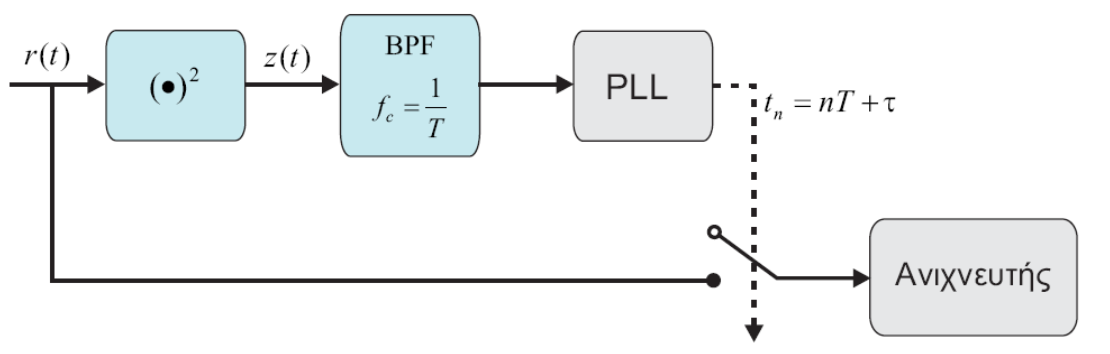 r(t)
(•)²
z(t)
BPF
f_c = 1/T
PLL
t_n = nT + τ
Ανιχνευτής